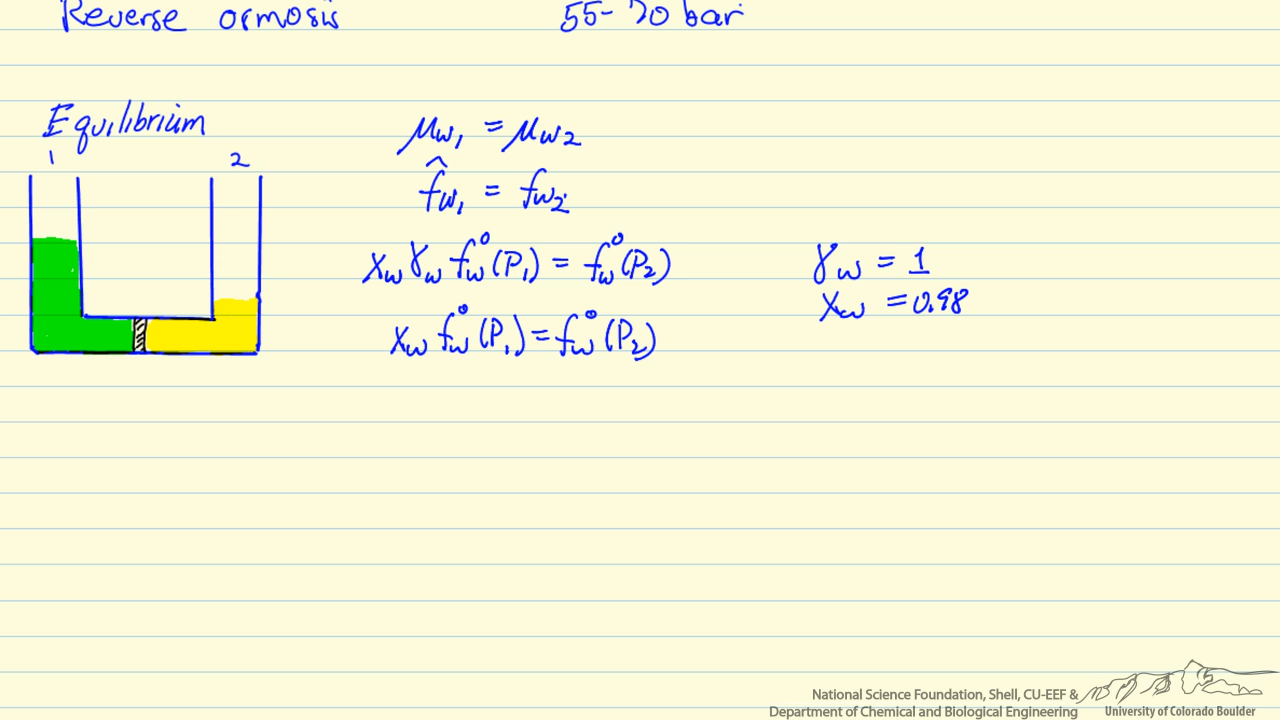 Reverse osmosis 55-70 bar
Equilibrium
1 2
μw₁ = μw₂
f̂w₁ = fw₂
xw γw fw°(P₁) = fw°(P₂)
γw = 1
xw = 0.98
xw fw°(P₁) = fw°(P₂)
National Science Foundation, Shell, CU-EEF &
Department of Chemical and Biological Engineering
University of Colorado Boulder